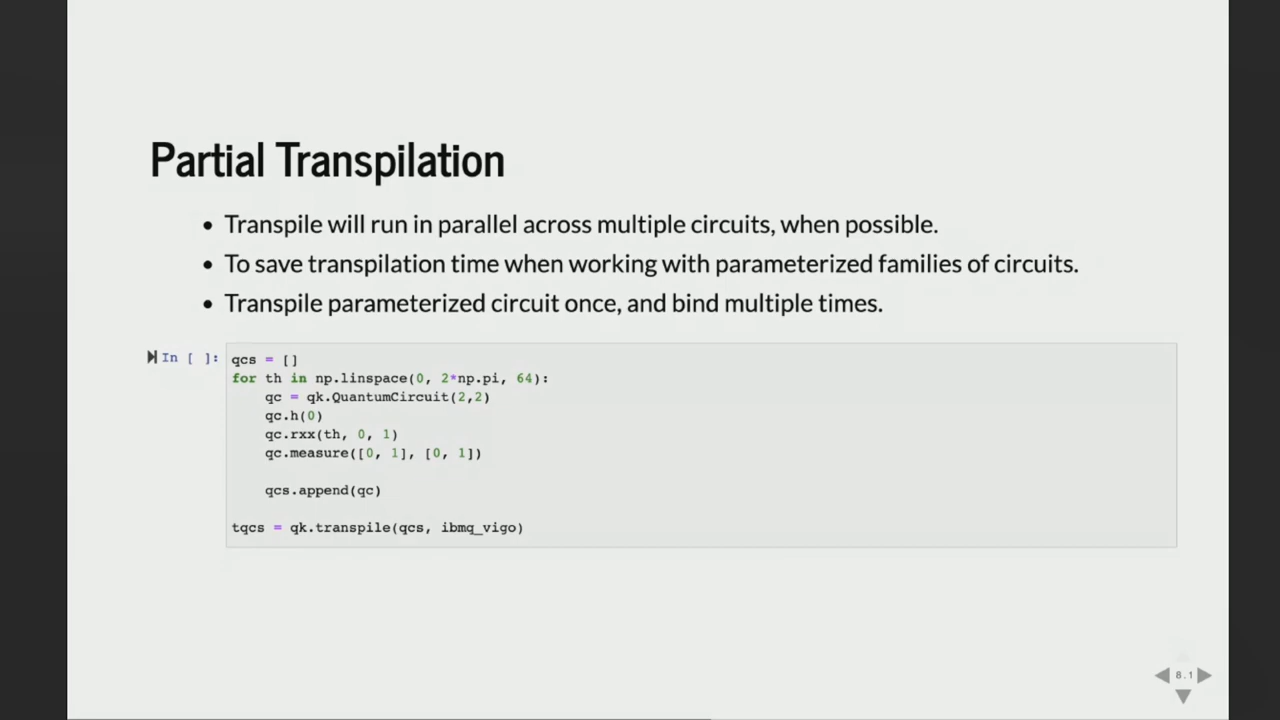 Partial Transpilation
• Transpile will run in parallel across multiple circuits, when possible.
• To save transpilation time when working with parameterized families of circuits.
• Transpile parameterized circuit once, and bind multiple times.
In [ ]:
qcs = []
for th in np.linspace(0, 2*np.pi, 64):
    qc = qk.QuantumCircuit(2,2)
    qc.h(0)
    qc.rxx(th, 0, 1)
    qc.measure([0, 1], [0, 1])
    qcs.append(qc)
tqcs = qk.transpile(qcs, ibmq_vigo)
8.1